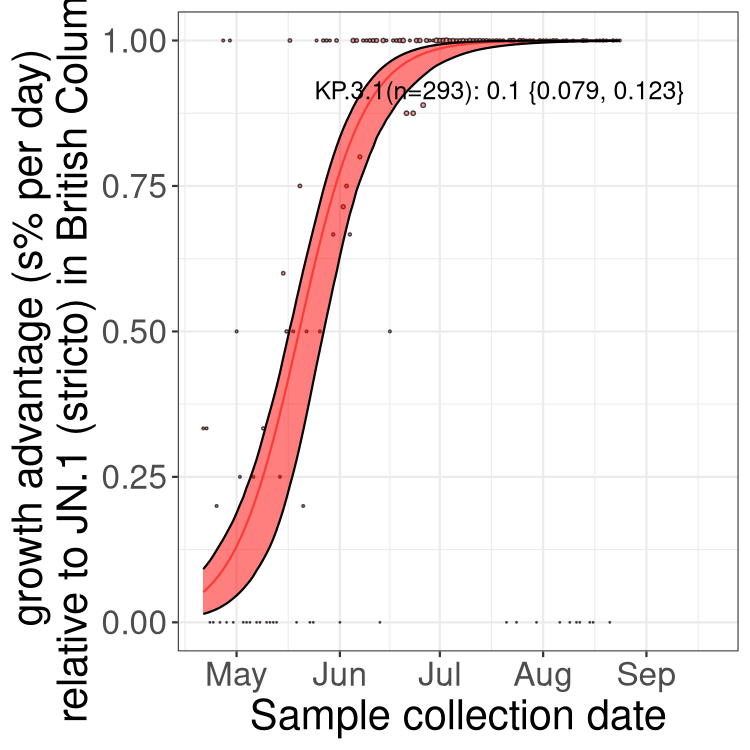 growth advantage (s% per day)
relative to JN.1 (stricto) in British Colum
1.00
0.75
0.50
0.25
0.00
KP.3.1(n=293): 0.1 {0.079, 0.123}
May Jun Jul Aug Sep
Sample collection date